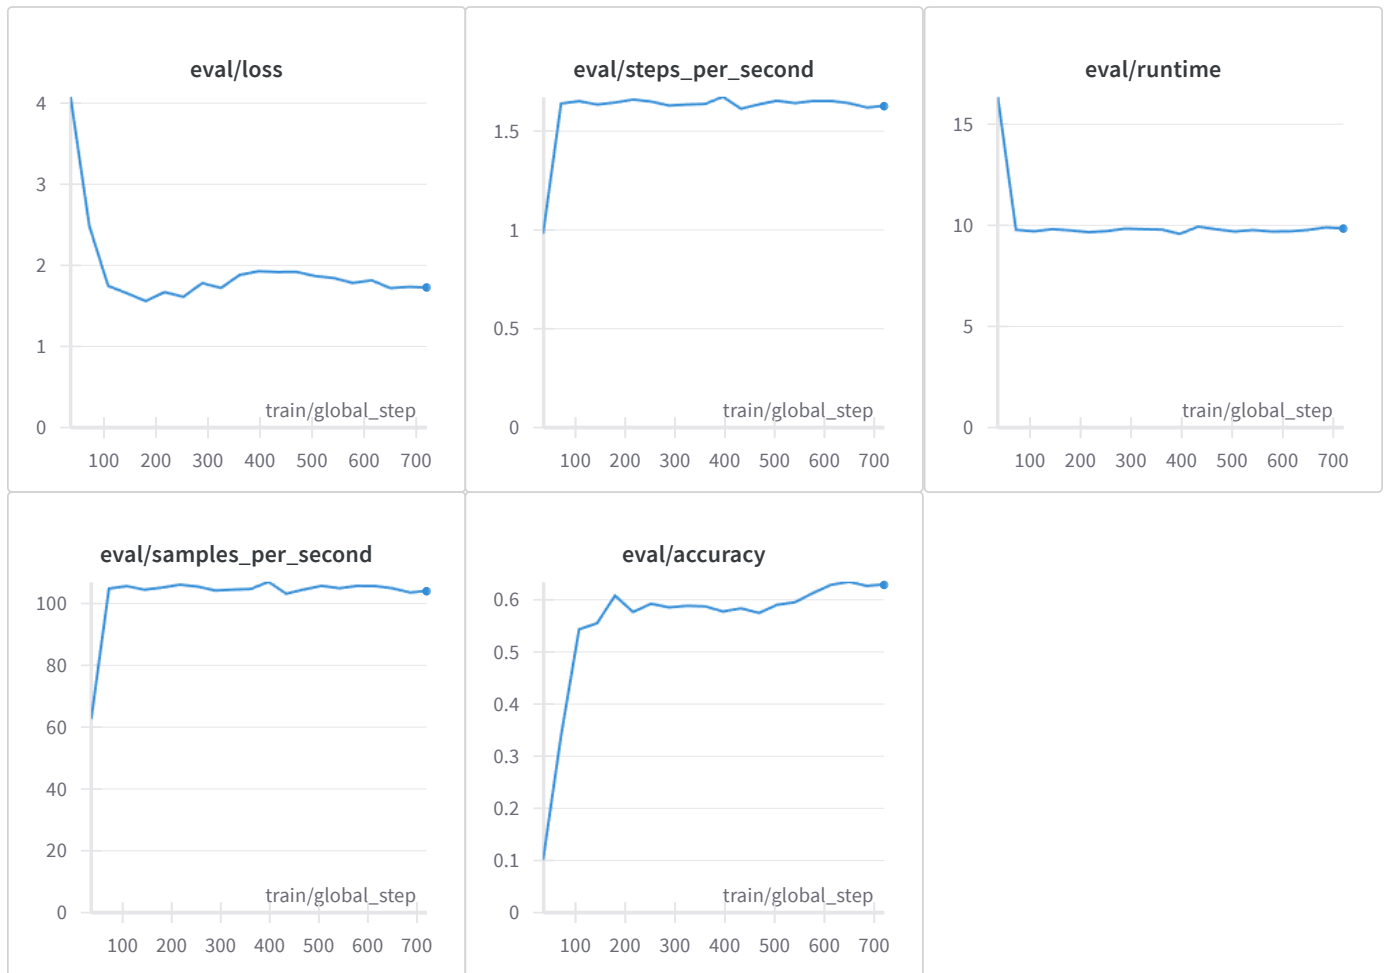 eval/loss
4
3
2
1
0
train/global_step
100 200 300 400 500 600 700
eval/steps_per_second
1.5
1
0.5
0
train/global_step
100 200 300 400 500 600 700
eval/runtime
15
10
5
0
train/global_step
100 200 300 400 500 600 700
eval/samples_per_second
100
80
60
40
20
0
train/global_step
100 200 300 400 500 600 700
eval/accuracy
0.6
0.5
0.4
0.3
0.2
0.1
0
train/global_step
100 200 300 400 500 600 700